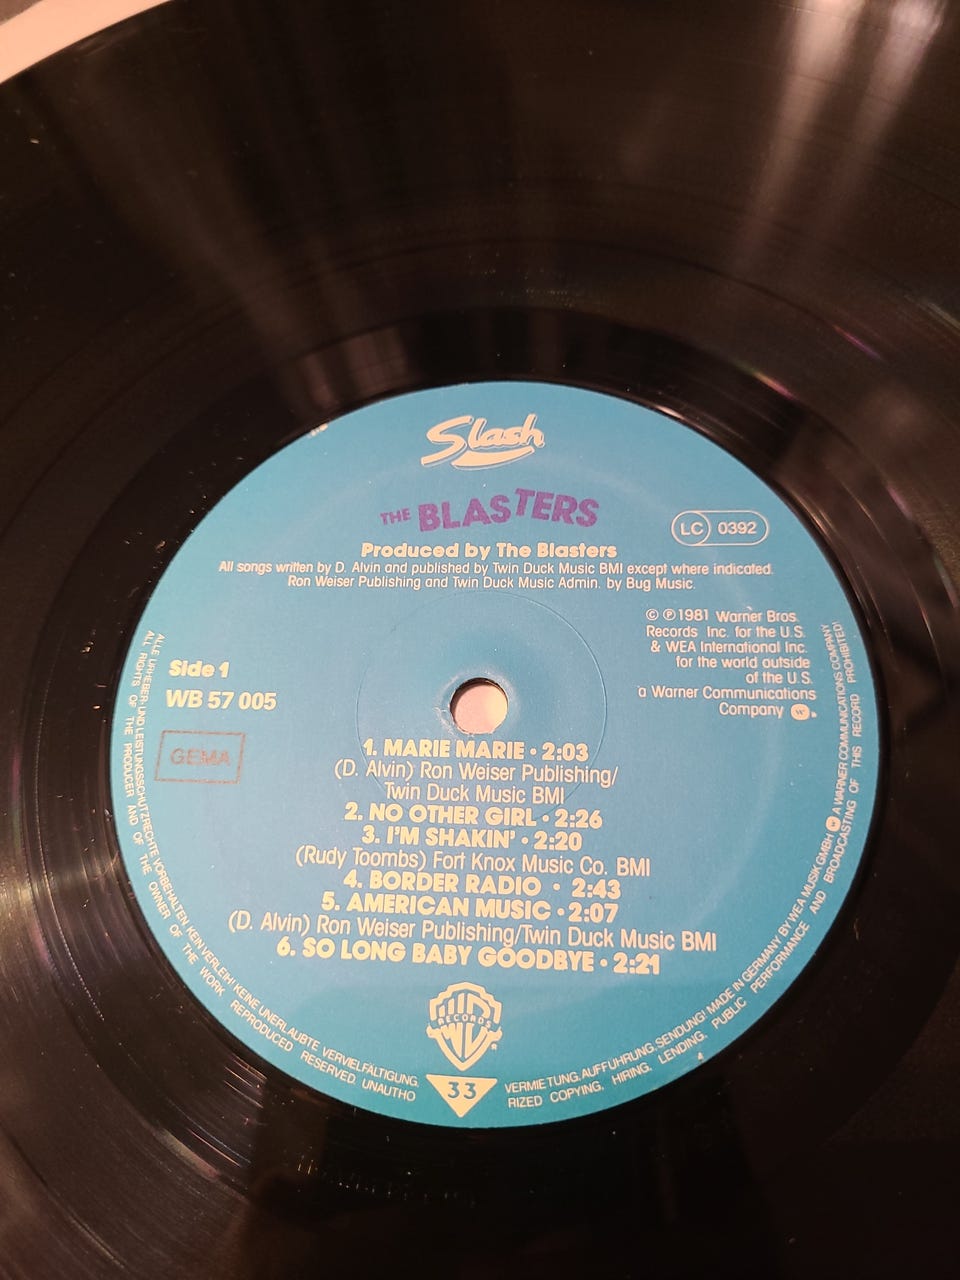 Slash
THE BLASTERS
LC 0392
Produced by The Blasters
All songs written by D. Alvin and published by Twin Duck Music BMI except where indicated.
Ron Weiser Publishing and Twin Duck Music Admin. by Bug Music.
© ℗ 1981 Warner Bros.
Records Inc. for the U.S.
& WEA International Inc.
for the world outside
of the U.S.
a Warner Communications
Company
Side 1
WB 57 005
GEMA
1. MARIE MARIE • 2:03
(D. Alvin) Ron Weiser Publishing/
Twin Duck Music BMI
2. NO OTHER GIRL • 2:26
3. I'M SHAKIN' • 2:20
(Rudy Toombs) Fort Knox Music Co. BMI
4. BORDER RADIO • 2:43
5. AMERICAN MUSIC • 2:07
(D. Alvin) Ron Weiser Publishing/Twin Duck Music BMI
6. SO LONG BABY GOODBYE • 2:21
WB RECORDS ®
33
ALLE URHEBER- UND LEISTUNGSSCHUTZRECHTE VORBEHALTEN KEIN VERLEIH! KEINE UNERLAUBTE VERVIELFÄLTIGUNG,
VERMIETUNG, AUFFÜHRUNG, SENDUNG! MADE IN GERMANY BY WEA MUSIK GMBH W A WARNER COMMUNICATIONS COMPANY
ALL RIGHTS OF THE PRODUCER AND OF THE OWNER OF THE WORK REPRODUCED RESERVED. UNAUTHO
RIZED COPYING, HIRING, LENDING, PUBLIC PERFORMANCE AND BROADCASTING OF THIS RECORD PROHIBITED!
4